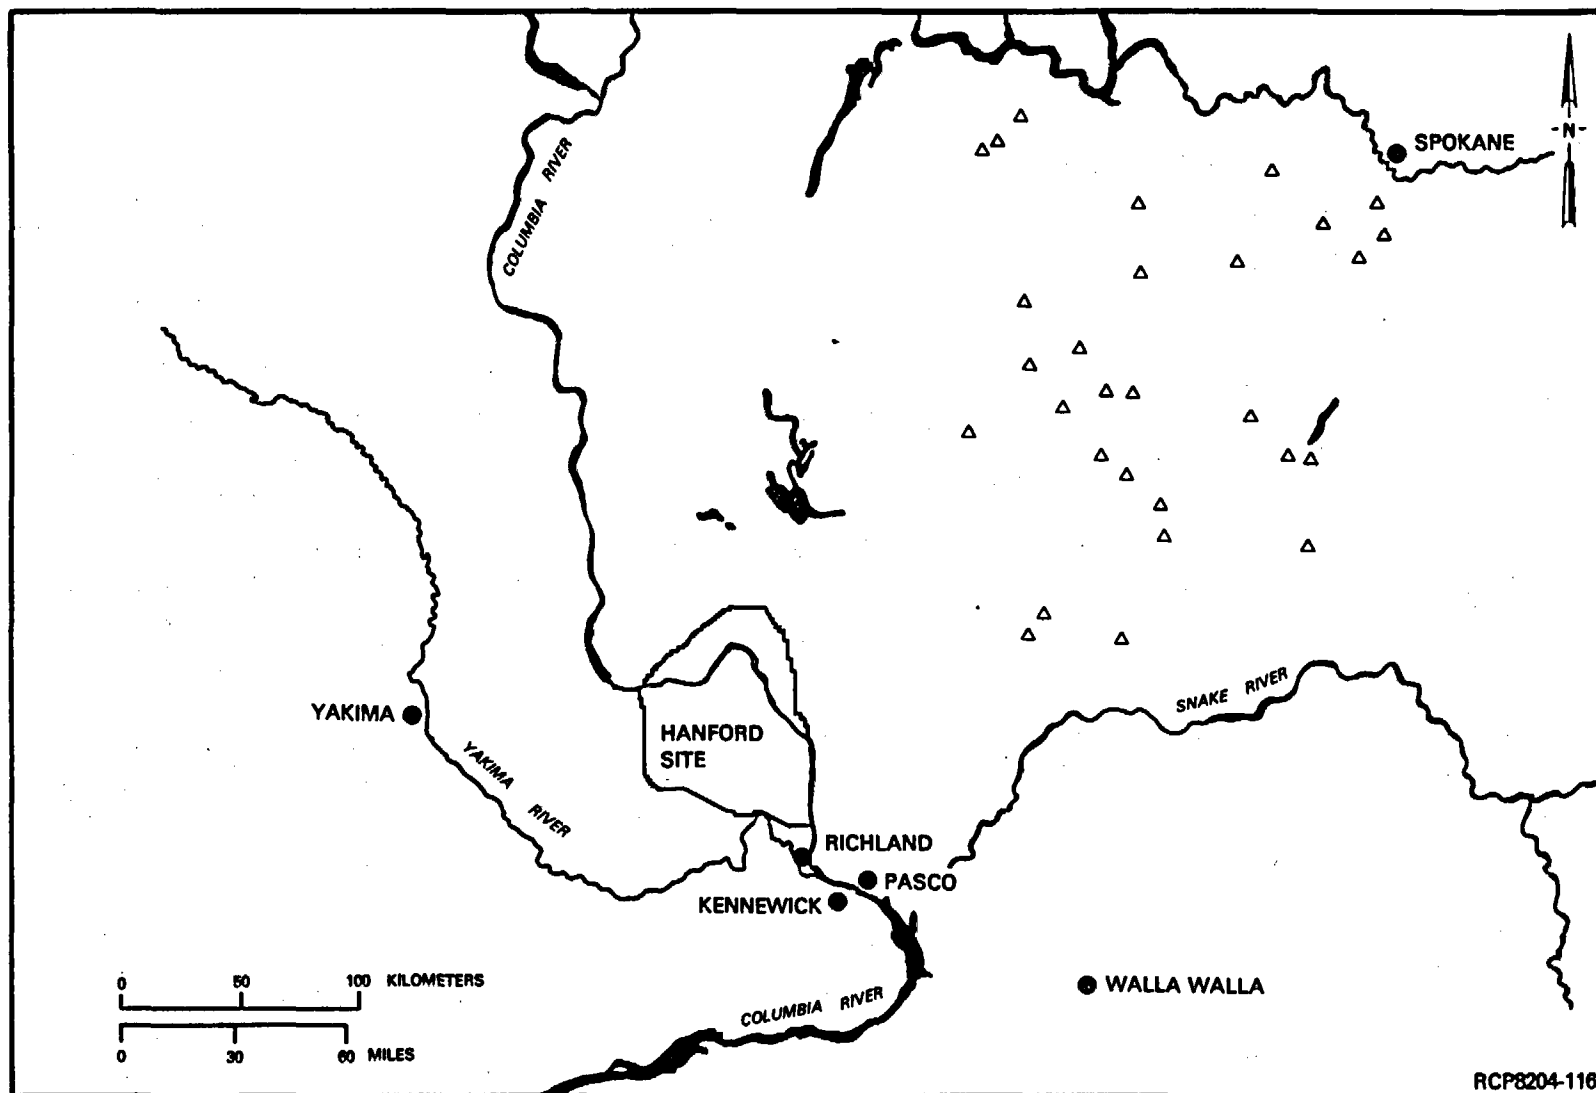 COLUMBIA RIVER
-N-
SPOKANE
YAKIMA
YAKIMA RIVER
HANFORD
SITE
SNAKE RIVER
RICHLAND
PASCO
KENNEWICK
0 50 100 KILOMETERS
0 30 60 MILES
COLUMBIA RIVER
WALLA WALLA
RCP8204-116